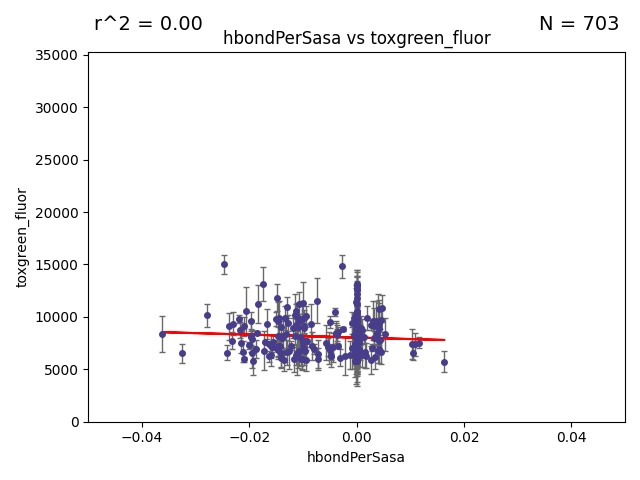 r^2 = 0.00
N = 703
hbondPerSasa vs toxgreen_fluor
35000
30000
25000
20000
15000
10000
5000
0
toxgreen_fluor
−0.04
−0.02
0.00
0.02
0.04
hbondPerSasa